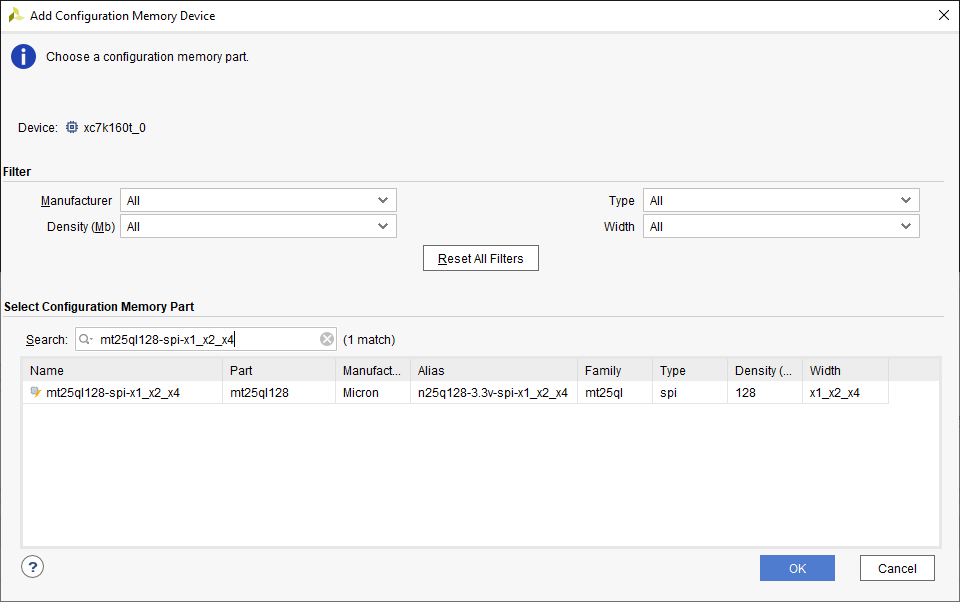 Add Configuration Memory Device
Choose a configuration memory part.
Device: xc7k160t_0
Filter
Manufacturer All Type All
Density (Mb) All Width All
Reset All Filters
Select Configuration Memory Part
Search: mt25ql128-spi-x1_x2_x4 (1 match)
Name Part Manufact... Alias Family Type Density (... Width
mt25ql128-spi-x1_x2_x4 mt25ql128 Micron n25q128-3.3v-spi-x1_x2_x4 mt25ql spi 128 x1_x2_x4
? OK Cancel